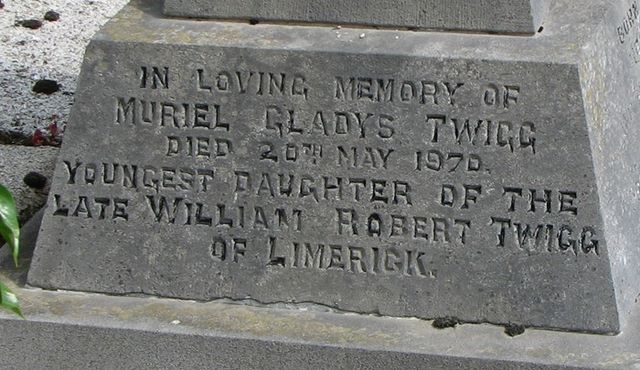 IN LOVING MEMORY OF
MURIEL GLADYS TWIGG
DIED 20TH MAY 1970.
YOUNGEST DAUGHTER OF THE
LATE WILLIAM ROBERT TWIGG
OF LIMERICK.